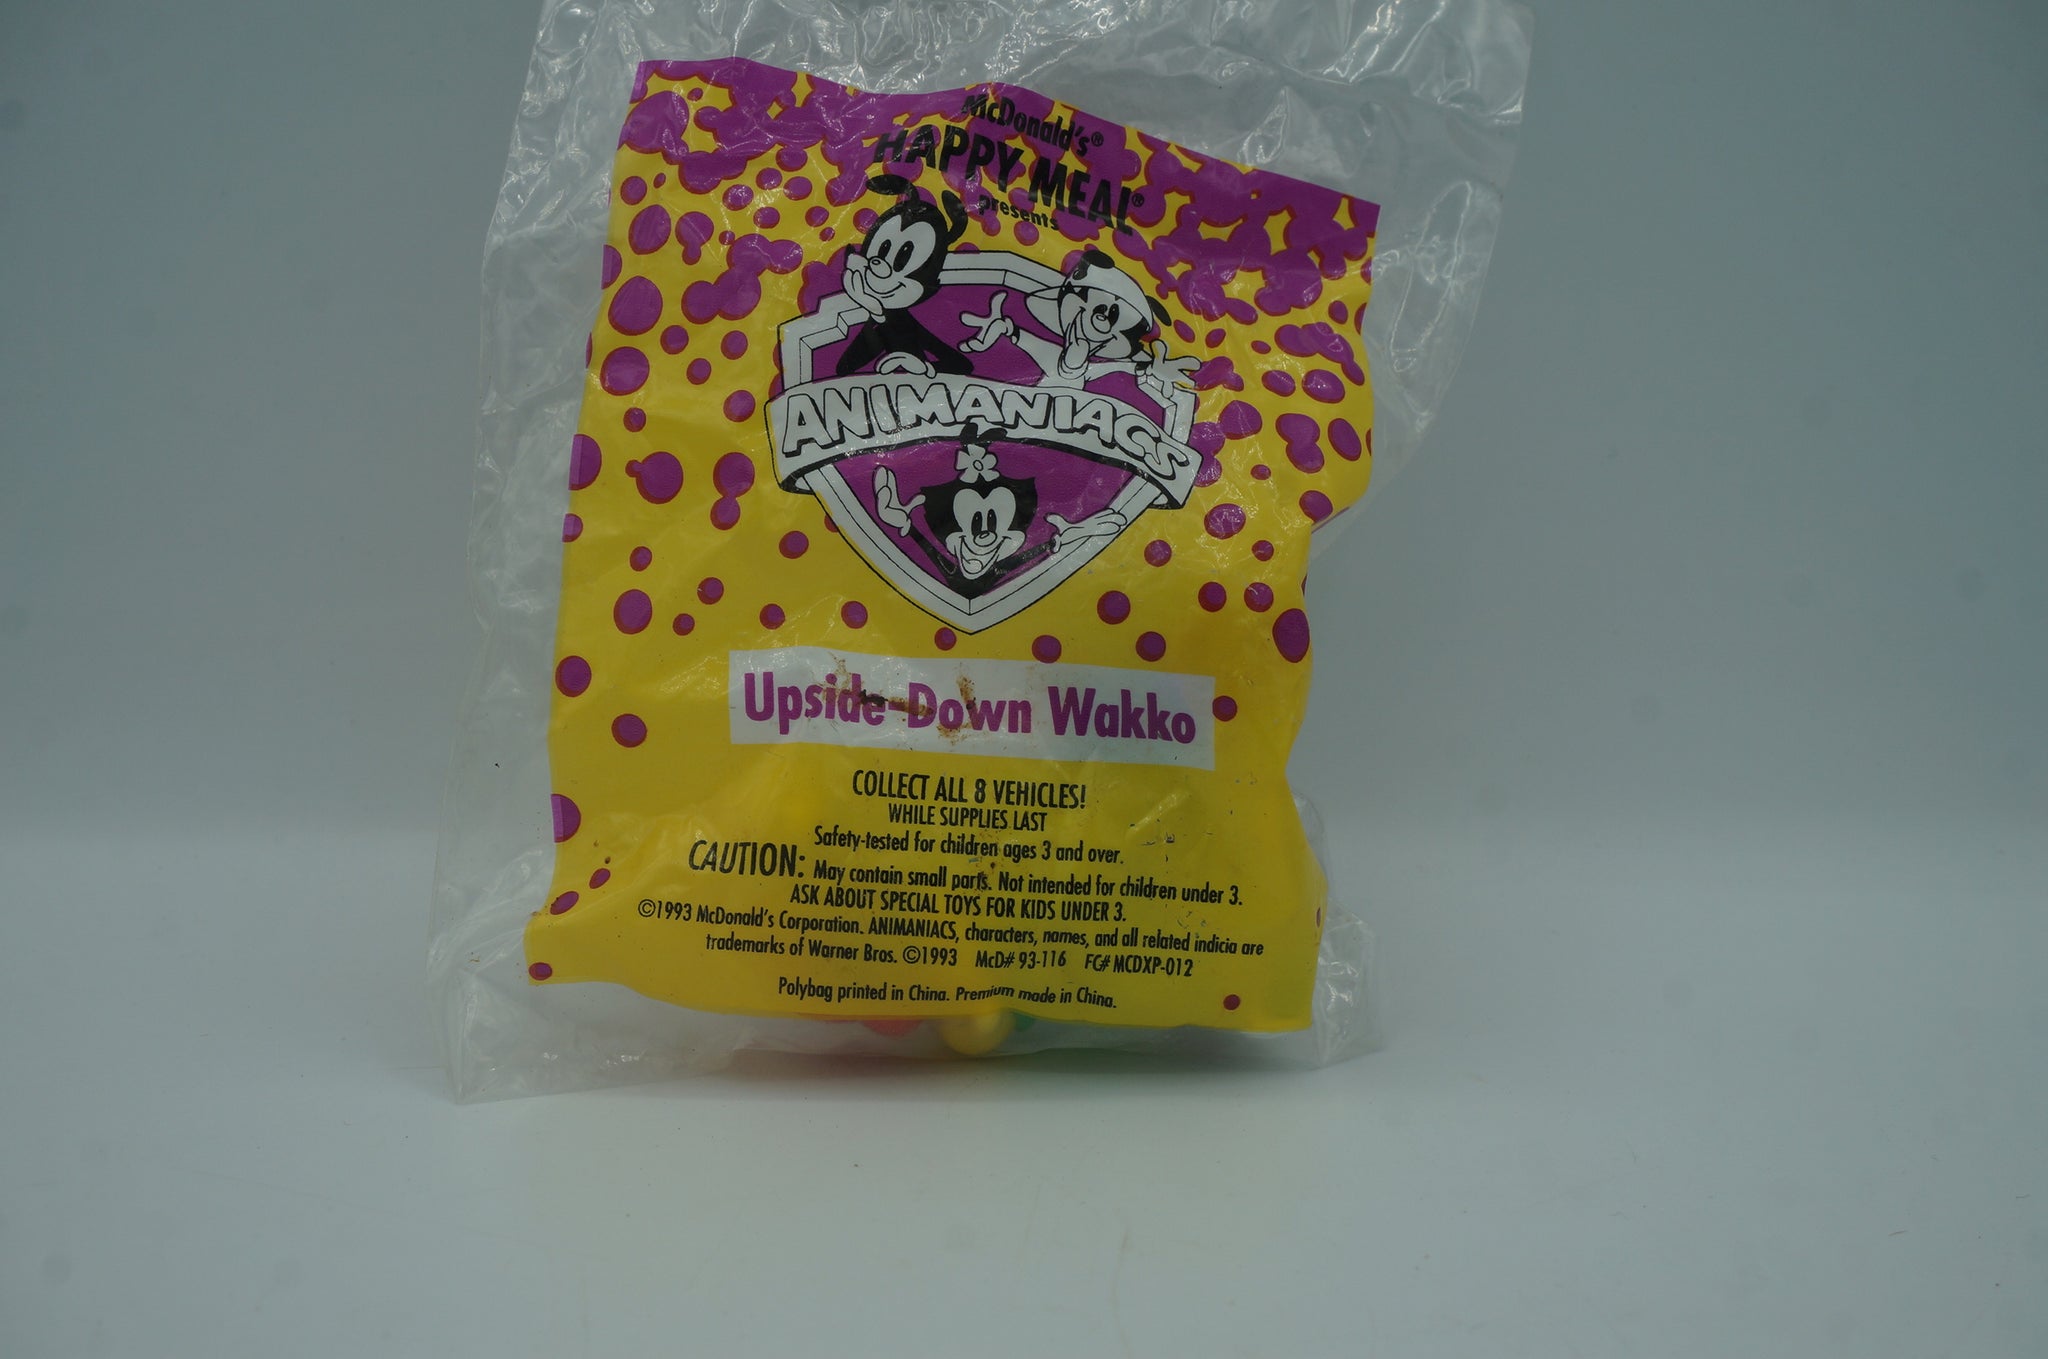 McDonald's®
HAPPY MEAL®
presents
ANIMANIACS
Upside-Down Wakko
COLLECT ALL 8 VEHICLES!
WHILE SUPPLIES LAST
Safety-tested for children ages 3 and over.
CAUTION: May contain small parts. Not intended for children under 3.
ASK ABOUT SPECIAL TOYS FOR KIDS UNDER 3.
©1993 McDonald's Corporation. ANIMANIACS, characters, names, and all related indicia are
trademarks of Warner Bros. ©1993 McD# 93-116 FG# MCDXP-012
Polybag printed in China. Premium made in China.